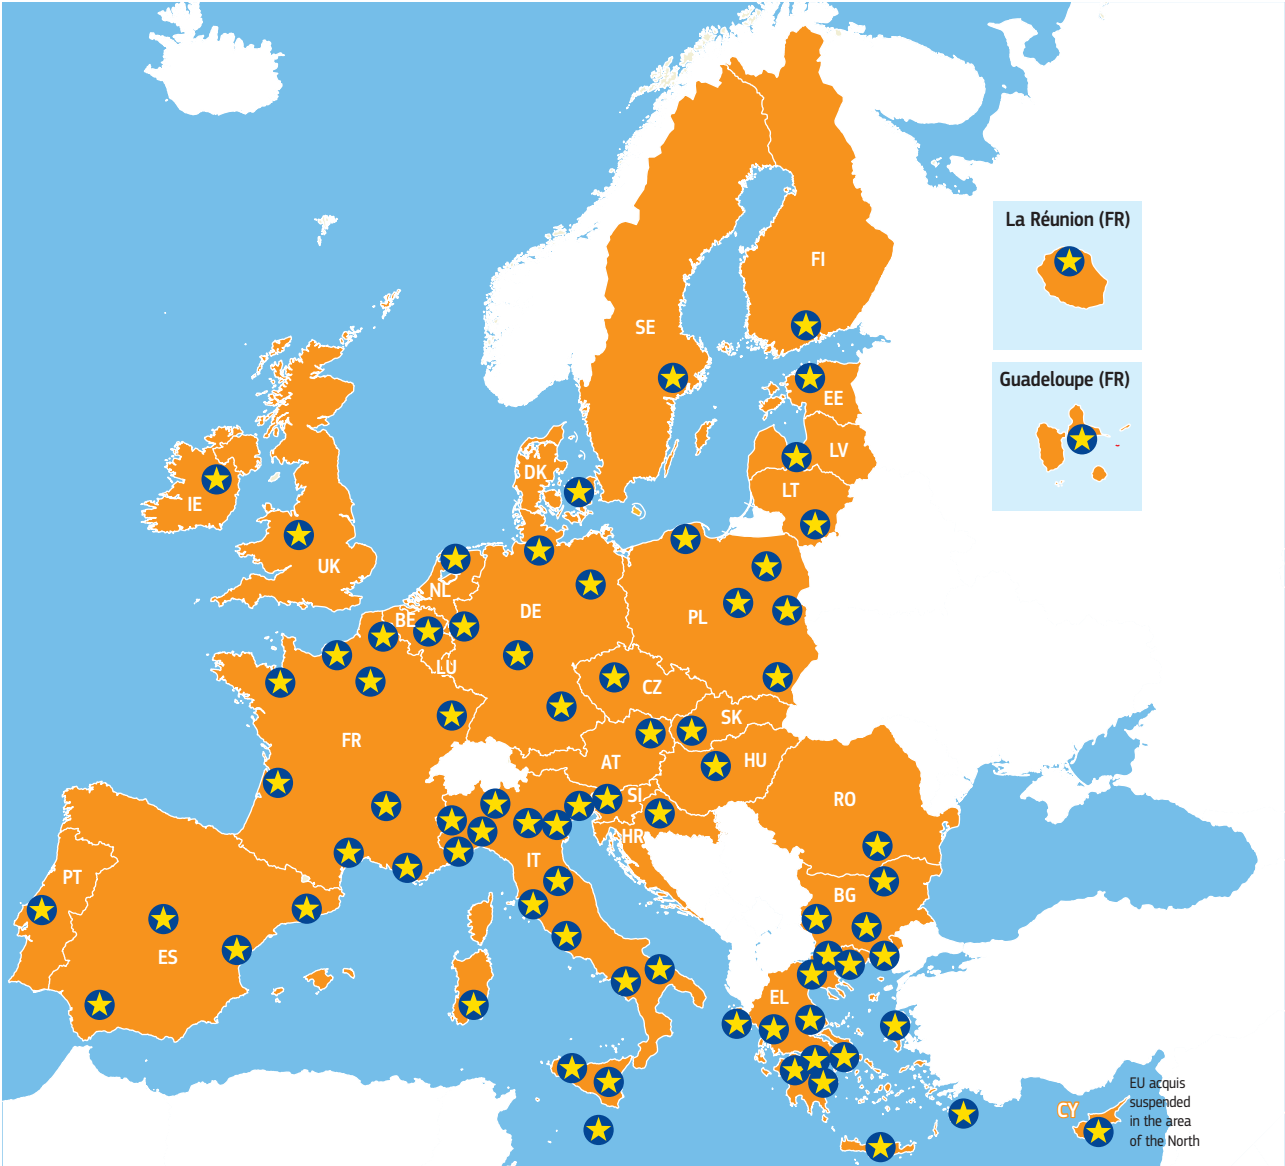 La Réunion (FR)
FI
SE
Guadeloupe (FR)
EE
LV
DK
LT
IE
UK
NL
DE
BE
PL
LU
CZ
SK
FR
AT
HU
SI
RO
HR
IT
PT
BG
ES
EL
EU acquis
suspended
in the area
of the North
CY